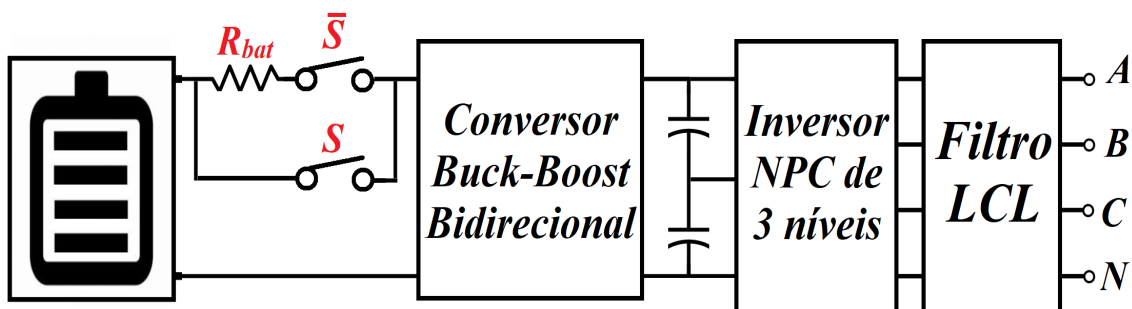 R_bat
S̅
S
Conversor
Buck-Boost
Bidirecional
Inversor
NPC de
3 níveis
Filtro
LCL
A
B
C
N